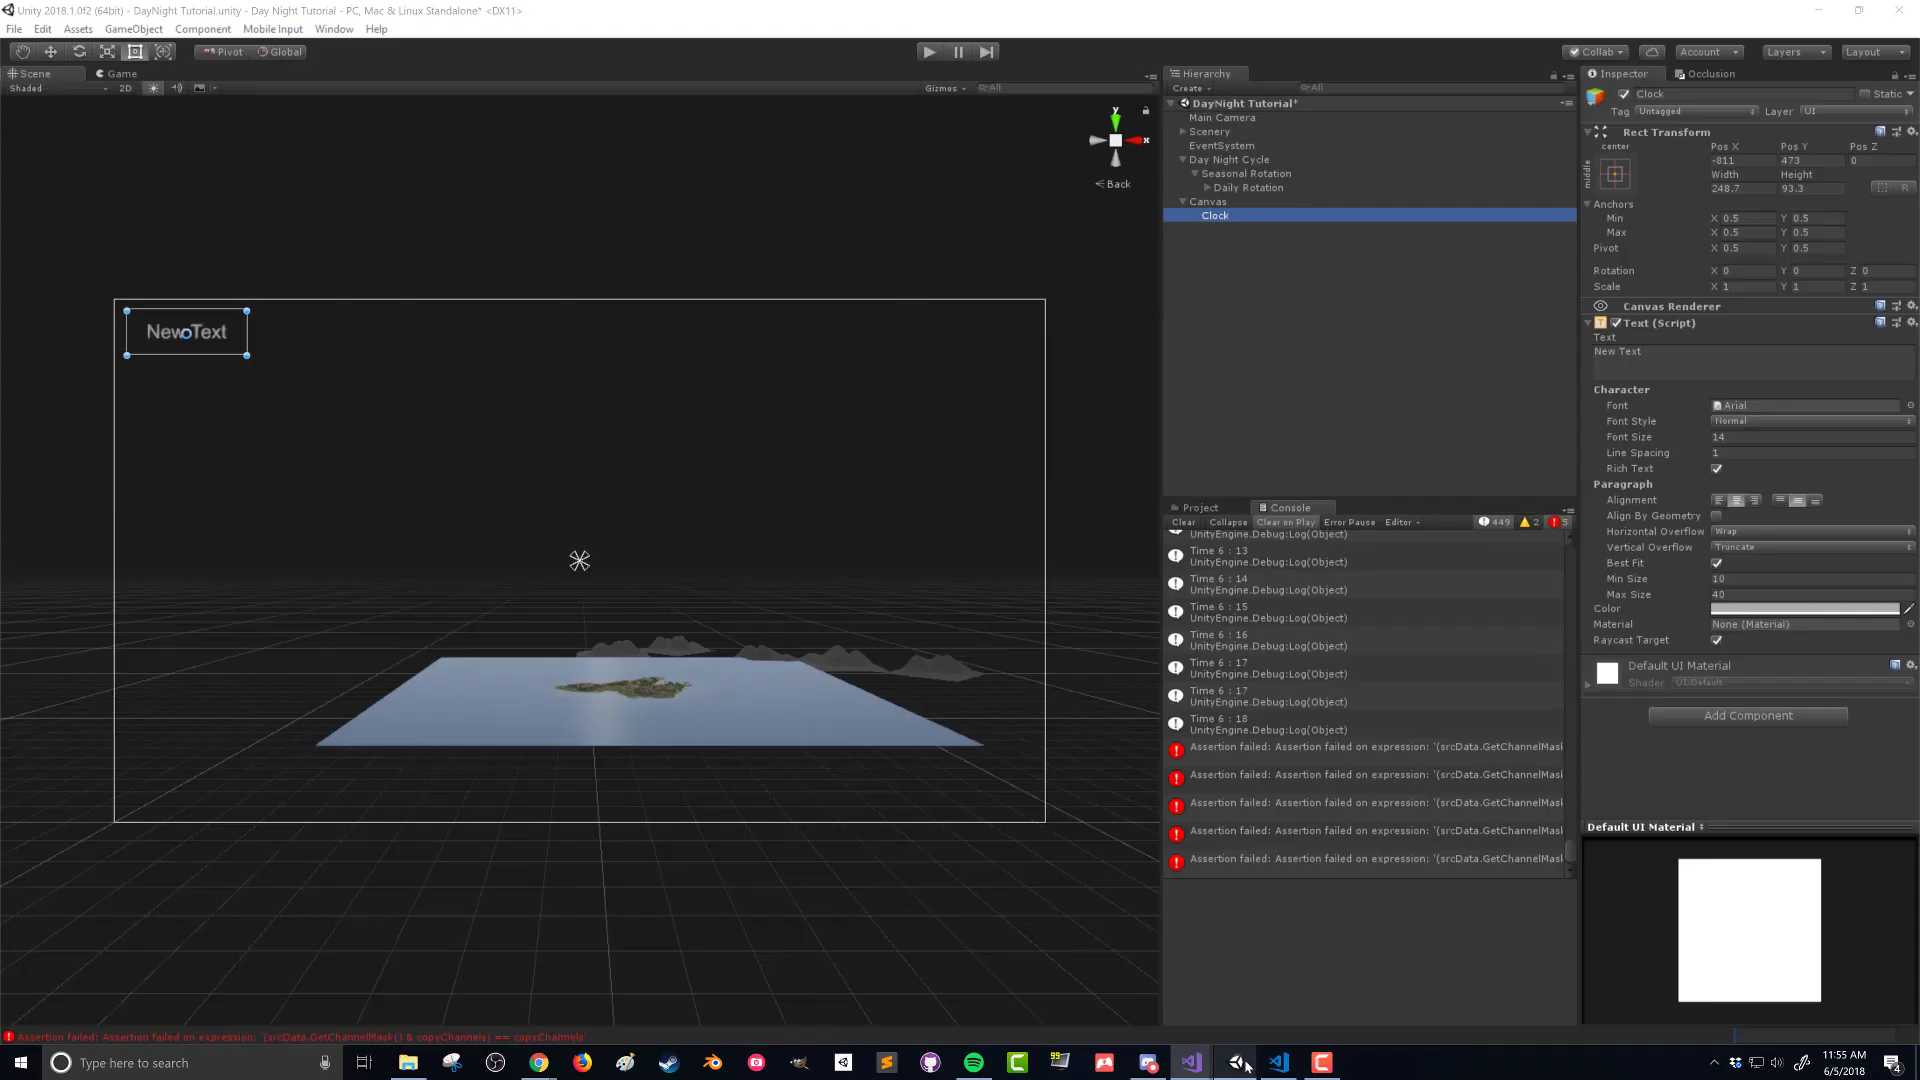 Unity 2018.1.0f2 (64bit) - DayNight Tutorial.unity - Day Night Tutorial - PC, Mac & Linux Standalone* <DX11>
File Edit Assets GameObject Component Mobile Input Window Help
Pivot Global
Collab Account Layers Layout
Scene Game
Shaded 2D Gizmos All
y
x
Back
New Text
Hierarchy
Create All
DayNight Tutorial*
Main Camera
Scenery
EventSystem
Day Night Cycle
Seasonal Rotation
Daily Rotation
Canvas
Clock
Project Console
Clear Collapse Clear on Play Error Pause Editor 449 2 5
UnityEngine.Debug:Log(Object)
Time 6 : 13
UnityEngine.Debug:Log(Object)
Time 6 : 14
UnityEngine.Debug:Log(Object)
Time 6 : 15
UnityEngine.Debug:Log(Object)
Time 6 : 16
UnityEngine.Debug:Log(Object)
Time 6 : 17
UnityEngine.Debug:Log(Object)
Time 6 : 17
UnityEngine.Debug:Log(Object)
Time 6 : 18
UnityEngine.Debug:Log(Object)
Assertion failed: Assertion failed on expression: '(srcData.GetChannelMask
Assertion failed: Assertion failed on expression: '(srcData.GetChannelMask
Assertion failed: Assertion failed on expression: '(srcData.GetChannelMask
Assertion failed: Assertion failed on expression: '(srcData.GetChannelMask
Assertion failed: Assertion failed on expression: '(srcData.GetChannelMask
Inspector Occlusion
Clock Static
Tag Untagged Layer UI
Rect Transform
center Pos X Pos Y Pos Z
middle -811 473 0
Width Height
248.7 93.3 R
Anchors
Min X 0.5 Y 0.5
Max X 0.5 Y 0.5
Pivot X 0.5 Y 0.5
Rotation X 0 Y 0 Z 0
Scale X 1 Y 1 Z 1
Canvas Renderer
Text (Script)
Text
New Text
Character
Font Arial
Font Style Normal
Font Size 14
Line Spacing 1
Rich Text
Paragraph
Alignment
Align By Geometry
Horizontal Overflow Wrap
Vertical Overflow Truncate
Best Fit
Min Size 10
Max Size 40
Color
Material None (Material)
Raycast Target
Default UI Material
Shader UI/Default
Add Component
Default UI Material
Assertion failed: Assertion failed on expression: '(srcData.GetChannelMask() & copyChannels) == copyChannels'
Type here to search
99
11:55 AM
6/5/2018
4